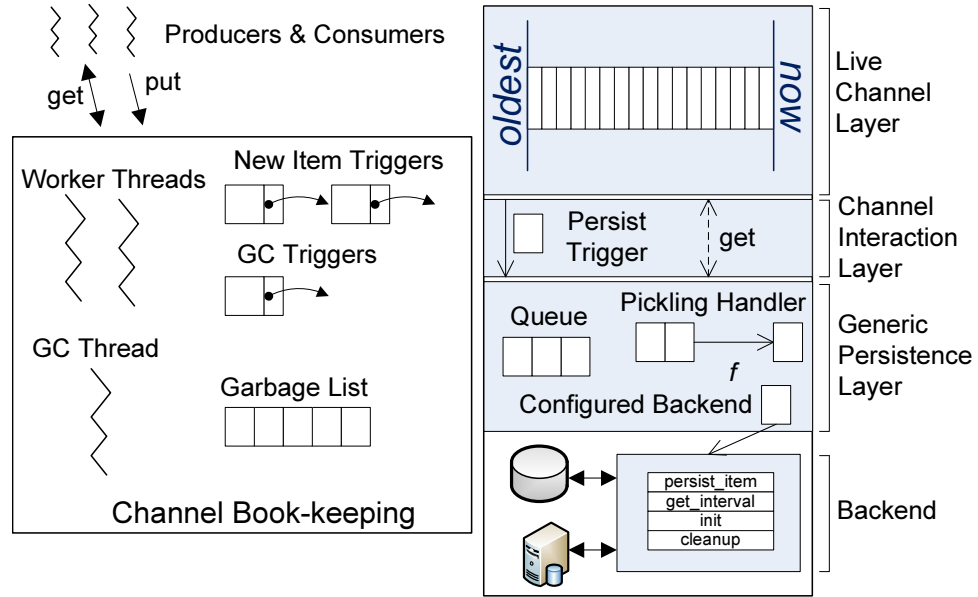 Producers & Consumers
get
put
Worker Threads
New Item Triggers
GC Triggers
GC Thread
Garbage List
Channel Book-keeping
oldest
now
Live
Channel
Layer
Persist
Trigger
get
Channel
Interaction
Layer
Queue
Pickling Handler
f
Configured Backend
Generic
Persistence
Layer
persist_item
get_interval
init
cleanup
Backend